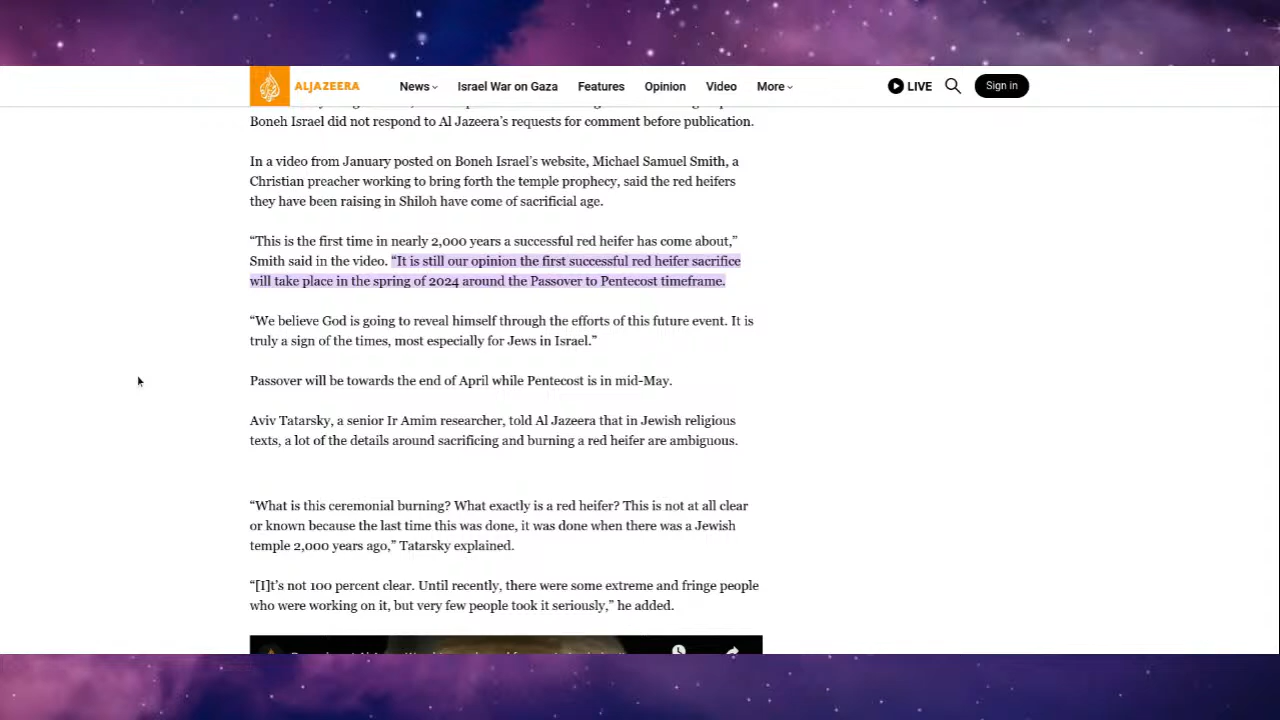 ALJAZEERA News Israel War on Gaza Features Opinion Video More LIVE Sign in
Boneh Israel did not respond to Al Jazeera’s requests for comment before publication.
In a video from January posted on Boneh Israel’s website, Michael Samuel Smith, a
Christian preacher working to bring forth the temple prophecy, said the red heifers
they have been raising in Shiloh have come of sacrificial age.
“This is the first time in nearly 2,000 years a successful red heifer has come about,”
Smith said in the video. “It is still our opinion the first successful red heifer sacrifice
will take place in the spring of 2024 around the Passover to Pentecost timeframe.
“We believe God is going to reveal himself through the efforts of this future event. It is
truly a sign of the times, most especially for Jews in Israel.”
Passover will be towards the end of April while Pentecost is in mid-May.
Aviv Tatarsky, a senior Ir Amim researcher, told Al Jazeera that in Jewish religious
texts, a lot of the details around sacrificing and burning a red heifer are ambiguous.
“What is this ceremonial burning? What exactly is a red heifer? This is not at all clear
or known because the last time this was done, it was done when there was a Jewish
temple 2,000 years ago,” Tatarsky explained.
“[I]t’s not 100 percent clear. Until recently, there were some extreme and fringe people
who were working on it, but very few people took it seriously,” he added.